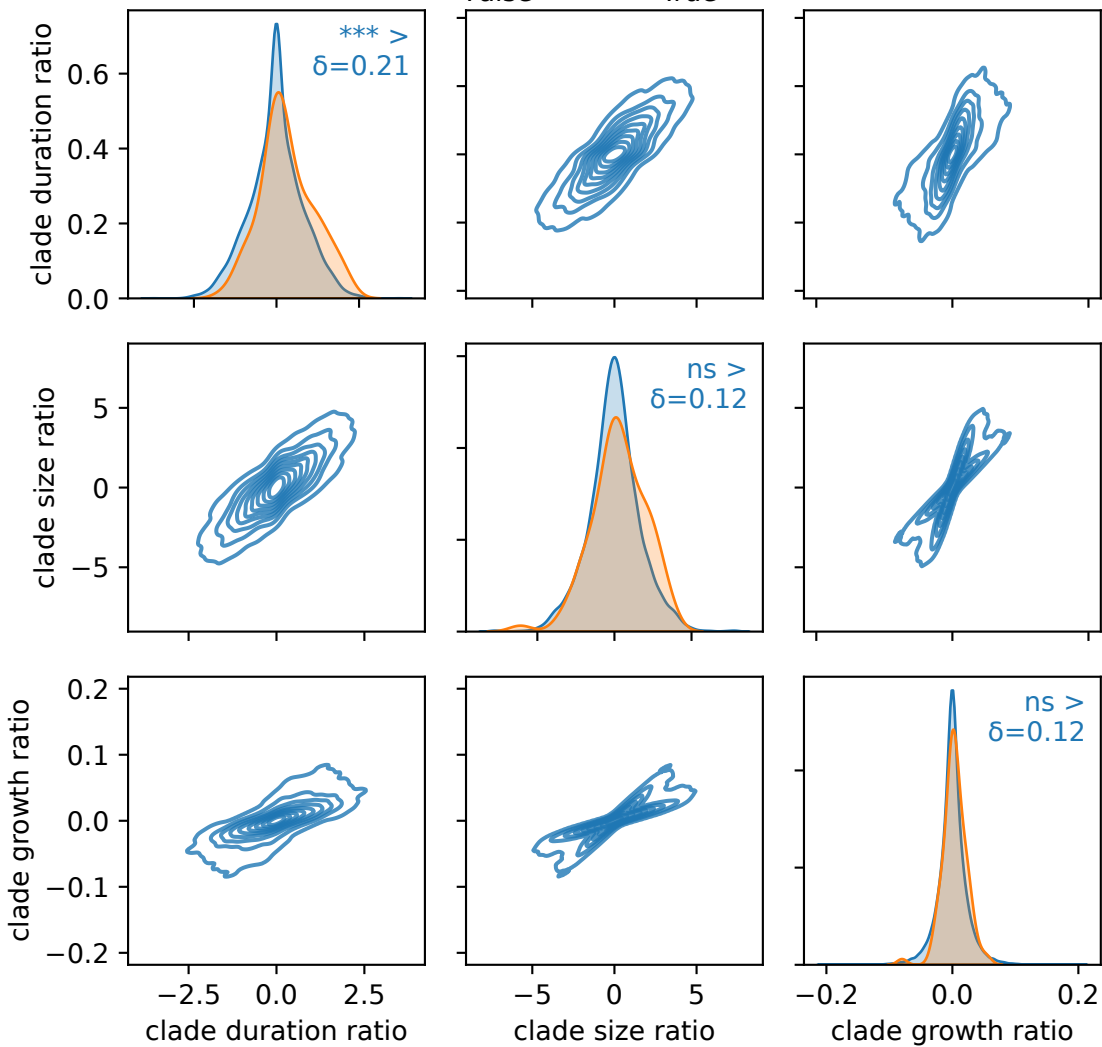 clade duration ratio
0.6
0.4
0.2
0.0
*** >
δ=0.21
clade size ratio
5
0
−5
ns >
δ=0.12
clade growth ratio
0.2
0.1
0.0
−0.1
−0.2
ns >
δ=0.12
−2.5 0.0 2.5
clade duration ratio
−5 0 5
clade size ratio
−0.2 0.0 0.2
clade growth ratio